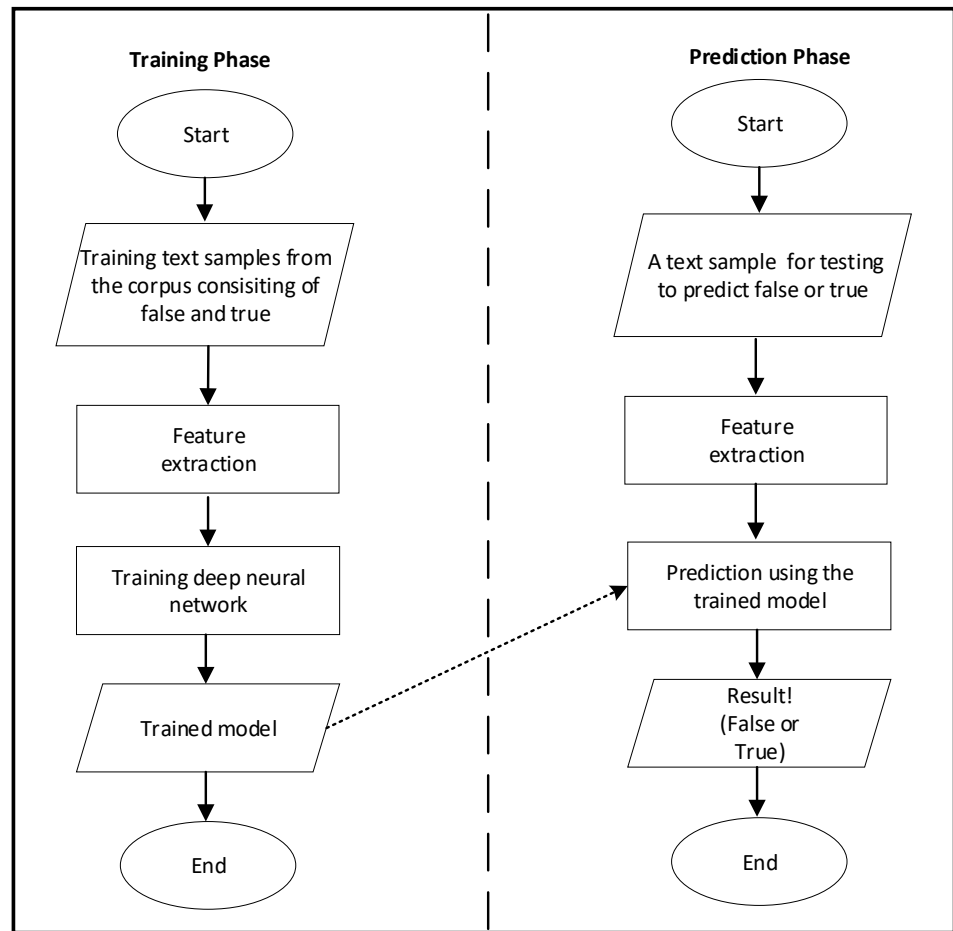 Training Phase
Start
Training text samples from
the corpus consisiting of
false and true
Feature
extraction
Training deep neural
network
Trained model
End
Prediction Phase
Start
A text sample for testing
to predict false or true
Feature
extraction
Prediction using the
trained model
Result!
(False or
True)
End